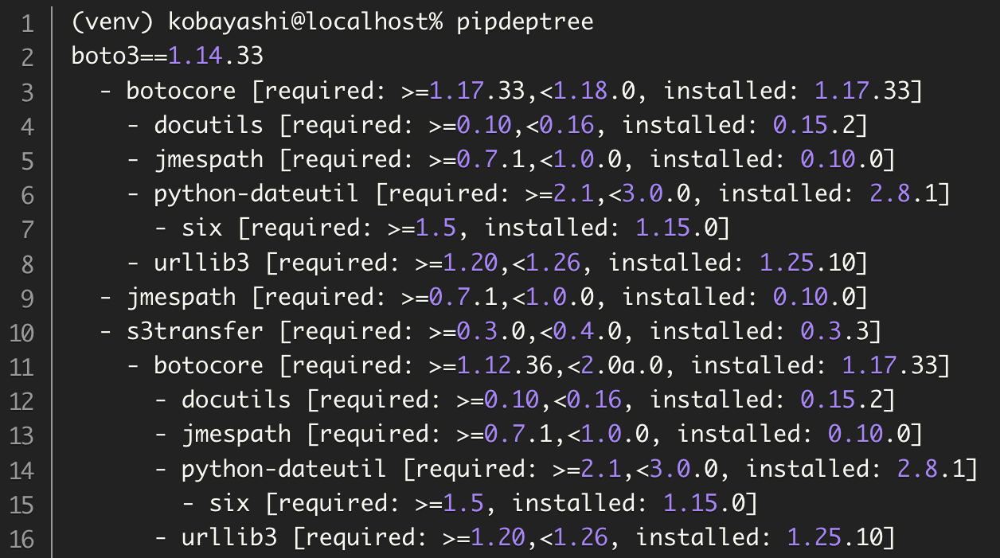 1 (venv) kobayashi@localhost% pipdeptree
2 boto3==1.14.33
3   - botocore [required: >=1.17.33,<1.18.0, installed: 1.17.33]
4     - docutils [required: >=0.10,<0.16, installed: 0.15.2]
5     - jmespath [required: >=0.7.1,<1.0.0, installed: 0.10.0]
6     - python-dateutil [required: >=2.1,<3.0.0, installed: 2.8.1]
7       - six [required: >=1.5, installed: 1.15.0]
8     - urllib3 [required: >=1.20,<1.26, installed: 1.25.10]
9   - jmespath [required: >=0.7.1,<1.0.0, installed: 0.10.0]
10   - s3transfer [required: >=0.3.0,<0.4.0, installed: 0.3.3]
11     - botocore [required: >=1.12.36,<2.0a.0, installed: 1.17.33]
12       - docutils [required: >=0.10,<0.16, installed: 0.15.2]
13       - jmespath [required: >=0.7.1,<1.0.0, installed: 0.10.0]
14       - python-dateutil [required: >=2.1,<3.0.0, installed: 2.8.1]
15         - six [required: >=1.5, installed: 1.15.0]
16       - urllib3 [required: >=1.20,<1.26, installed: 1.25.10]